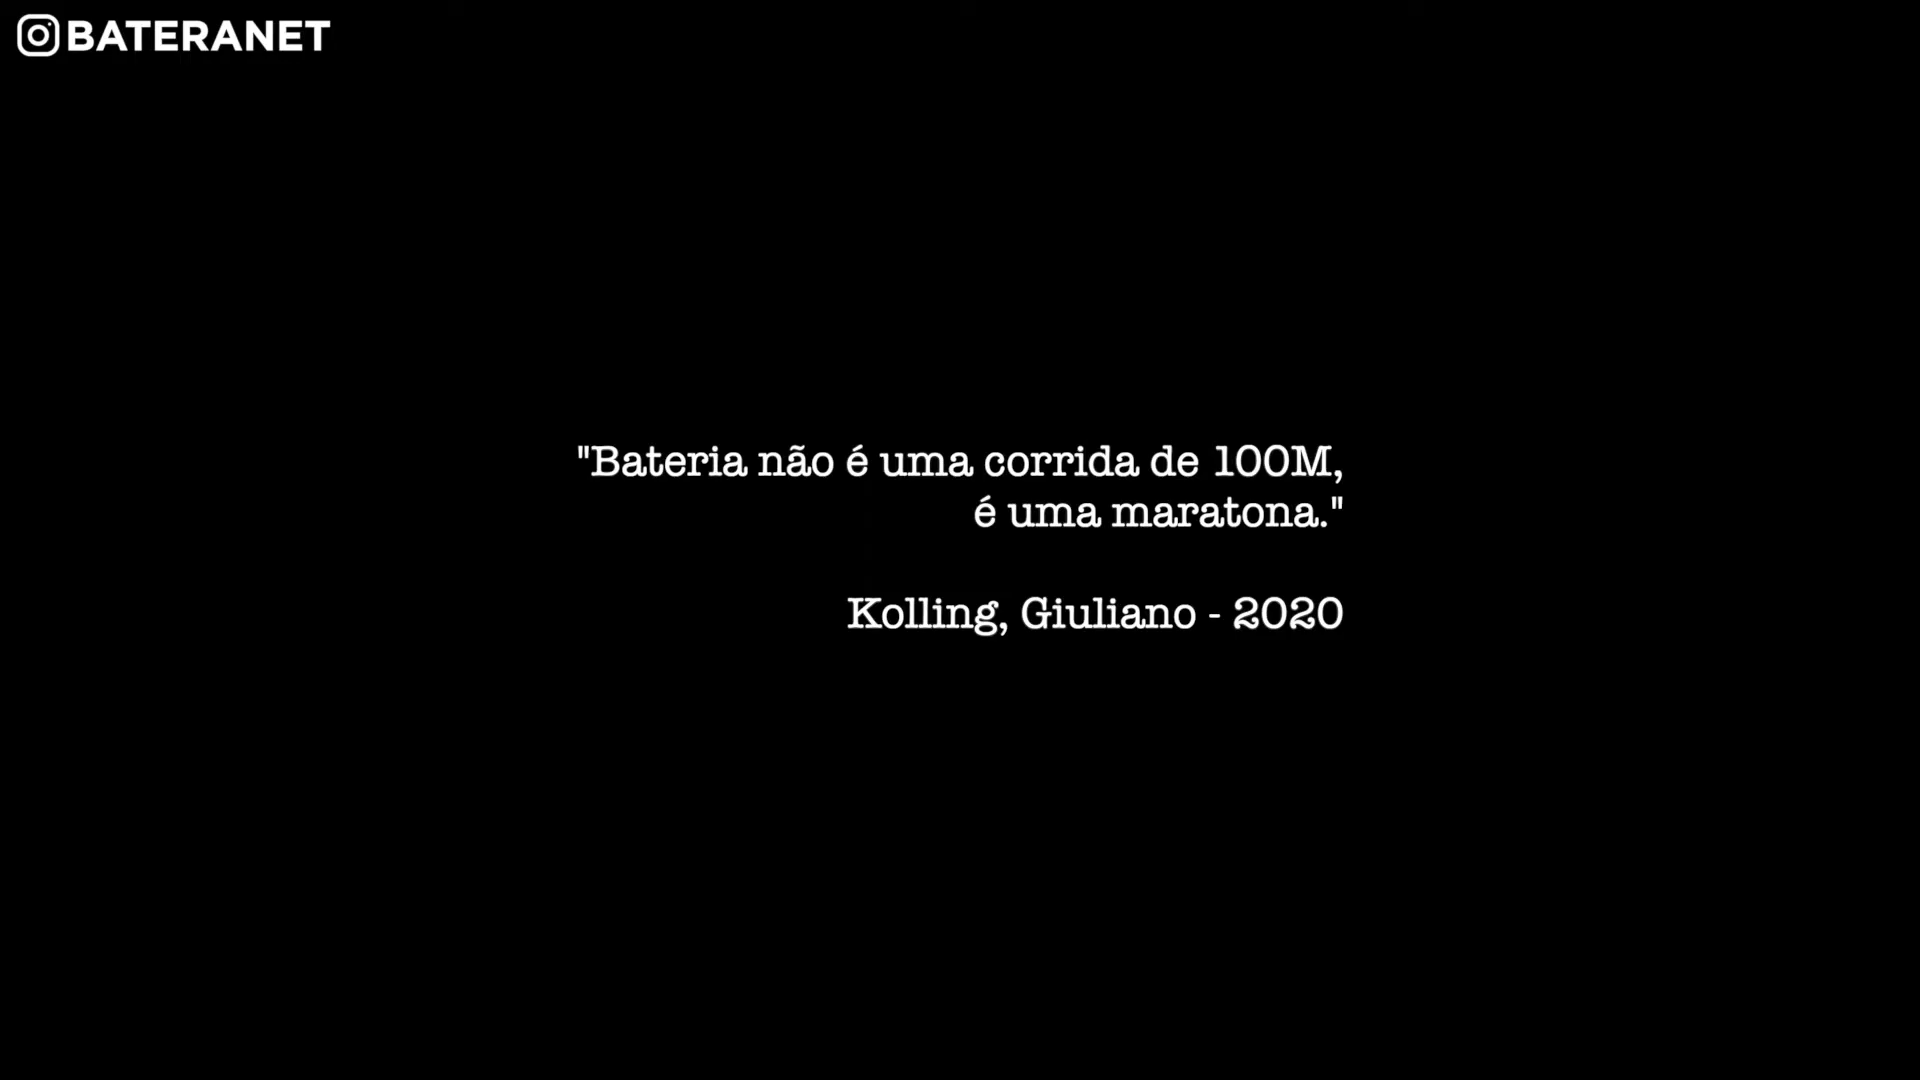 BATERANET
"Bateria não é uma corrida de 100M,
é uma maratona."
Kolling, Giuliano - 2020